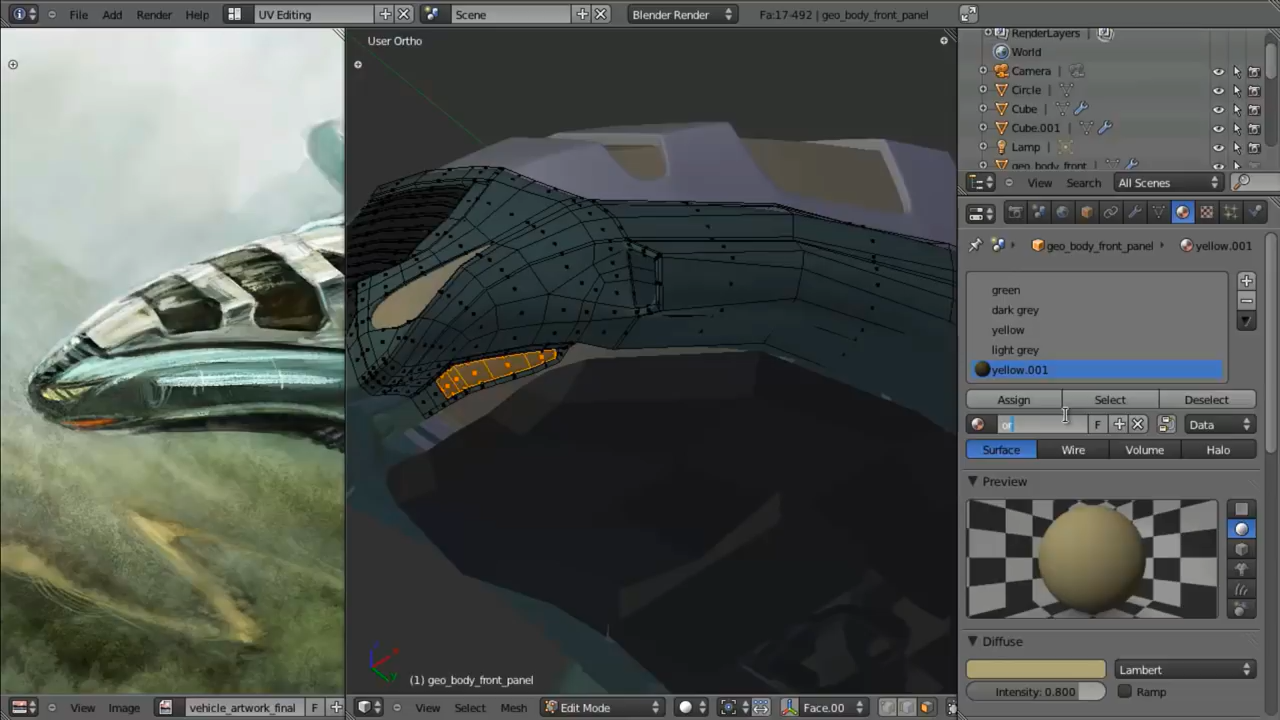 File Add Render Help UV Editing Scene Blender Render Fa:17-492 | geo_body_front_panel
User Ortho
RenderLayers |
World
Camera |
Circle |
Cube |
Cube.001 |
Lamp |
geo_body_front |
View Search All Scenes
geo_body_front_panel yellow.001
green
dark grey
yellow
light grey
yellow.001
Assign Select Deselect
or F Data
Surface Wire Volume Halo
Preview
Diffuse
Lambert
Intensity: 0.800 Ramp
(1) geo_body_front_panel
View Image vehicle_artwork_final F View Select Mesh Edit Mode Face.00